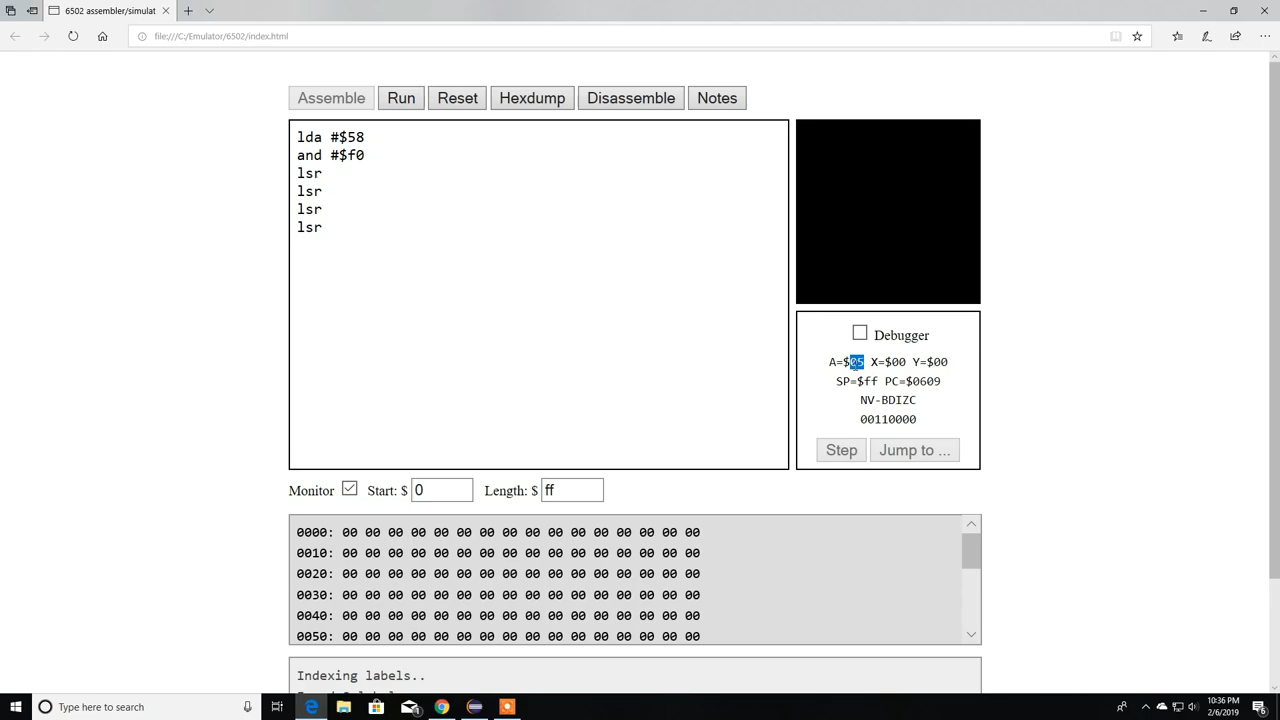 6502 assembler/simulat
file:///C:/Emulator/6502/index.html
Assemble Run Reset Hexdump Disassemble Notes
lda #$58
and #$f0
lsr
lsr
lsr
lsr
Debugger
A=$05 X=$00 Y=$00
SP=$ff PC=$0609
NV-BDIZC
00110000
Step Jump to ...
Monitor Start: $ 0 Length: $ ff
0000: 00 00 00 00 00 00 00 00 00 00 00 00 00 00 00 00
0010: 00 00 00 00 00 00 00 00 00 00 00 00 00 00 00 00
0020: 00 00 00 00 00 00 00 00 00 00 00 00 00 00 00 00
0030: 00 00 00 00 00 00 00 00 00 00 00 00 00 00 00 00
0040: 00 00 00 00 00 00 00 00 00 00 00 00 00 00 00 00
0050: 00 00 00 00 00 00 00 00 00 00 00 00 00 00 00 00
Indexing labels..
Type here to search
10:36 PM
2/6/2019